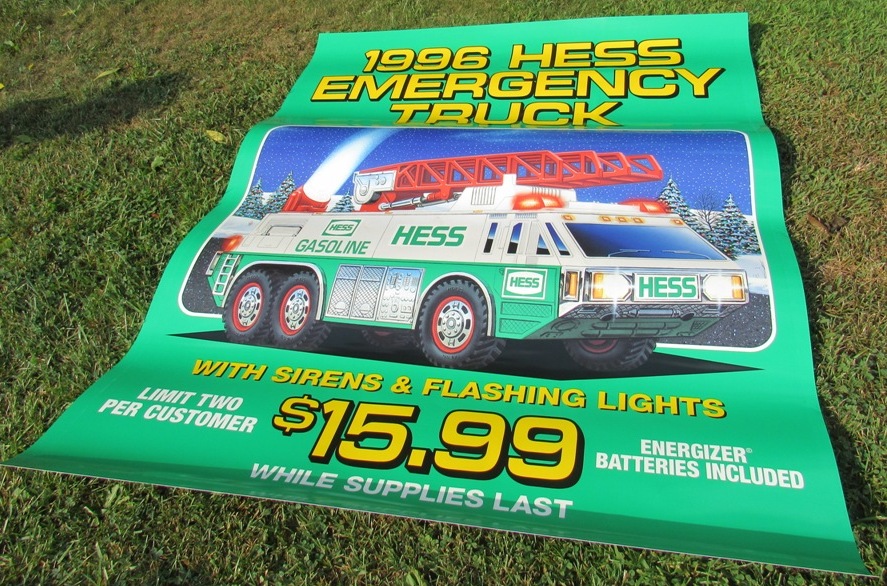 1996 HESS
EMERGENCY
TRUCK
HESS
GASOLINE
HESS
HESS
HESS
WITH SIRENS & FLASHING LIGHTS
LIMIT TWO
PER CUSTOMER
$15.99
ENERGIZER®
BATTERIES INCLUDED
WHILE SUPPLIES LAST